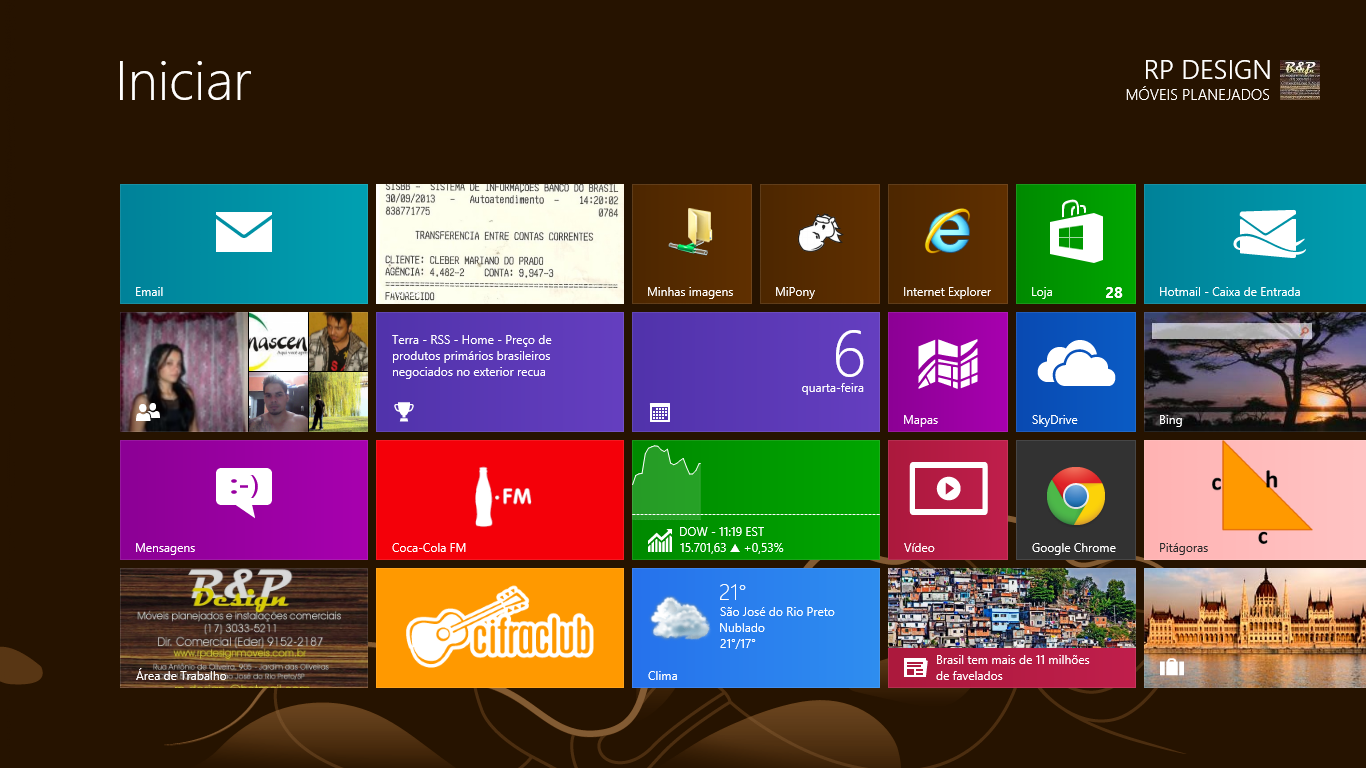 Iniciar
RP DESIGN
MÓVEIS PLANEJADOS
Email
SISBB - SISTEMA DE INFORMAÇÕES BANCO DO BRASIL
30/09/2013 - Autoatendimento - 14:20:02
838771775 0784
TRANSFERENCIA ENTRE CONTAS CORRENTES
CLIENTE: CLEBER MARIANO DO PRADO
AGENCIA: 4,482-2 CONTA: 9,947-3
FAVORECIDO
Minhas imagens
MiPony
Internet Explorer
Loja 28
Hotmail - Caixa de Entrada
nascen
Terra - RSS - Home - Preço de
produtos primários brasileiros
negociados no exterior recua
6
quarta-feira
Mapas
SkyDrive
Bing
:-)
Mensagens
•FM
Coca-Cola FM
DOW - 11:19 EST
15.701,63 ▲ +0,53%
Vídeo
Google Chrome
c h
c
Pitágoras
R&P
Design
Móveis planejados e instalações comerciais
(17) 3033-5211
Dir. Comercial (Eder) 9152-2187
www.rpdesignmoveis.com.br
Rua Antônio de Oliveira, 905 - Jardim das Oliveiras
José do Rio Preto/SP
Área de Trabalho
cifraclub
21°
São José do Rio Preto
Nublado
21°/17°
Clima
Brasil tem mais de 11 milhões
de favelados